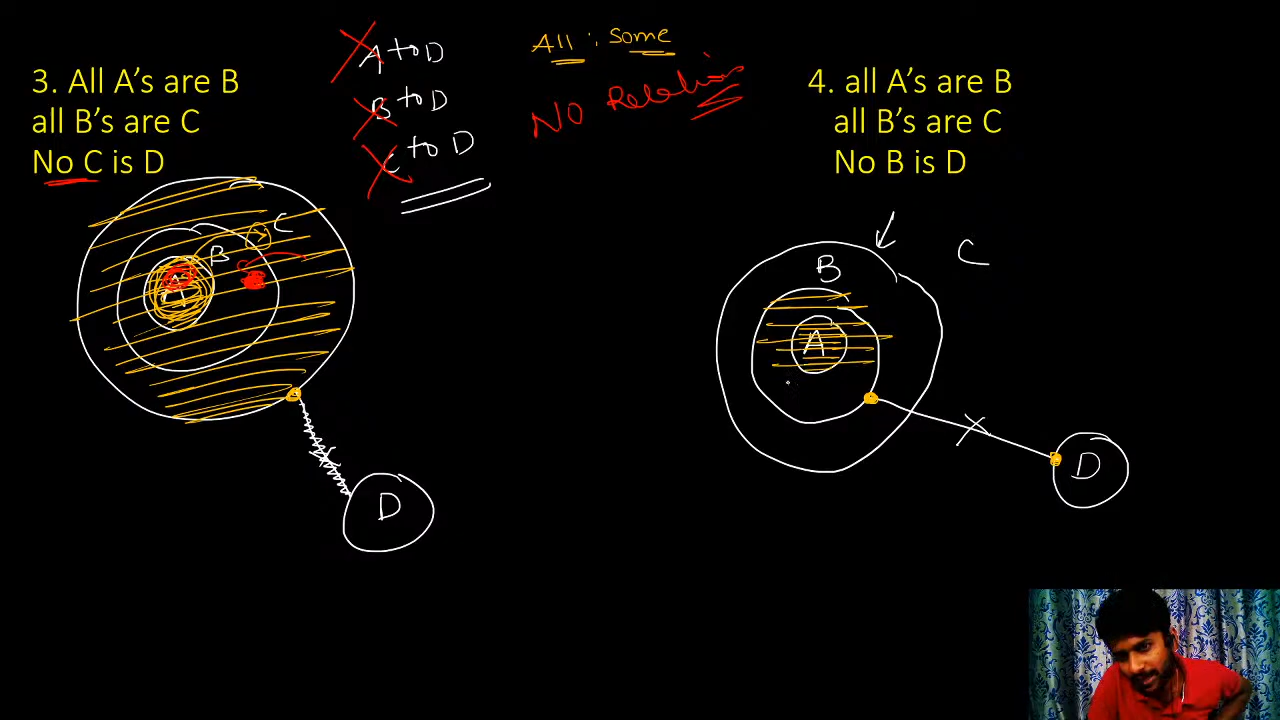 3. All A's are B
all B's are C
No C is D
A to D
B to D
C to D
All : Some
NO Relation
4. all A's are B
all B's are C
No B is D
C
B
A
D
C
B
A
D